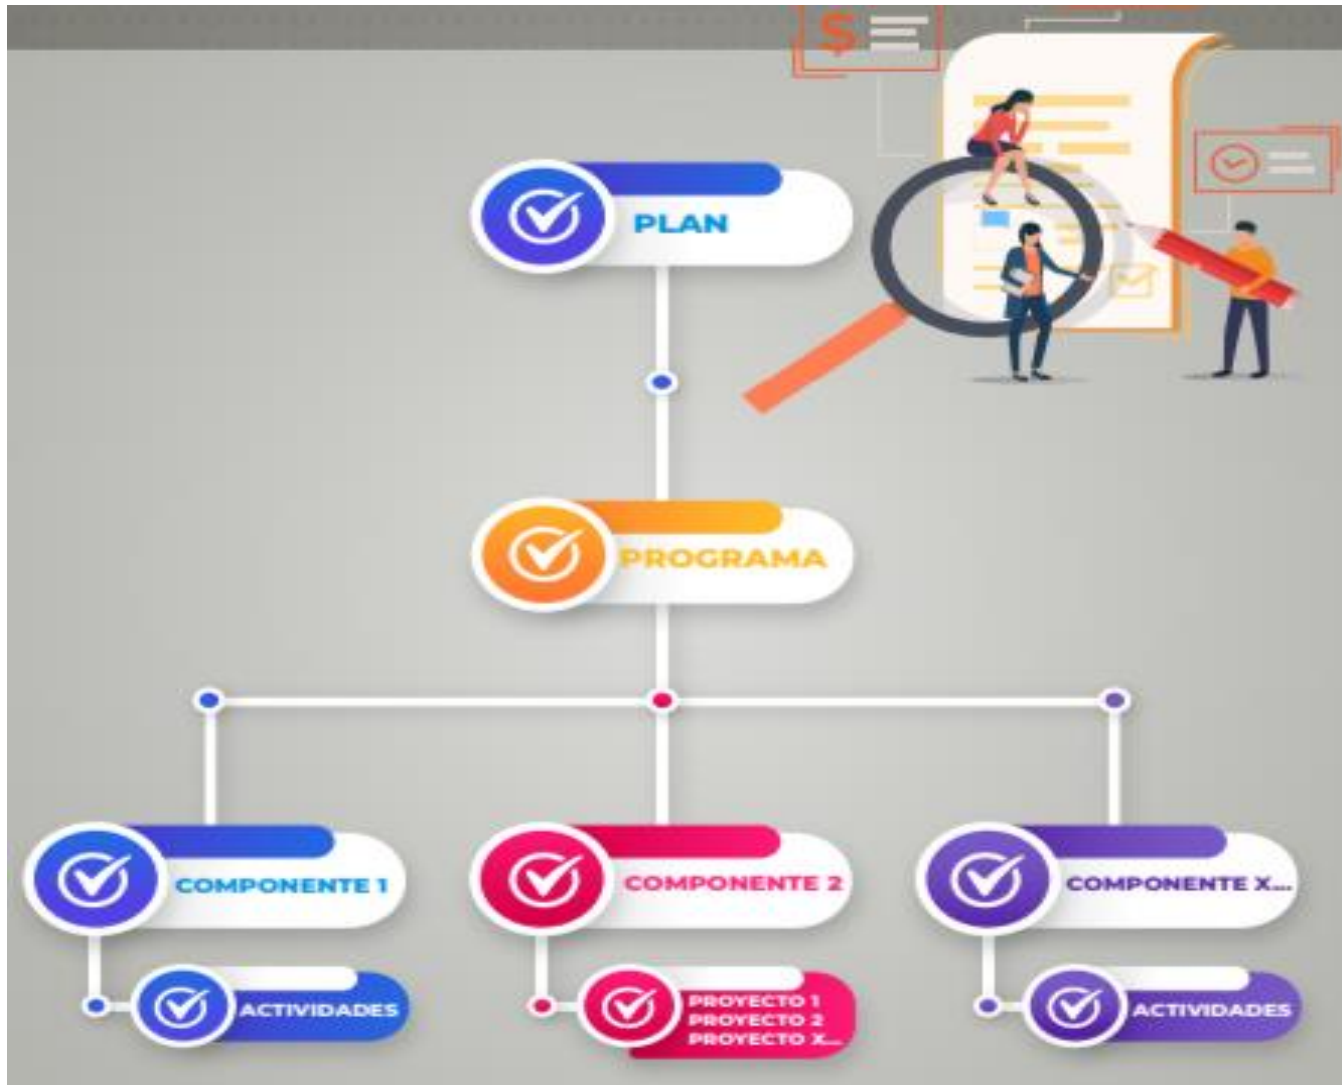 $
PLAN
PROGRAMA
COMPONENTE 1
COMPONENTE 2
COMPONENTE X...
ACTIVIDADES
PROYECTO 1
PROYECTO 2
PROYECTO X...
ACTIVIDADES